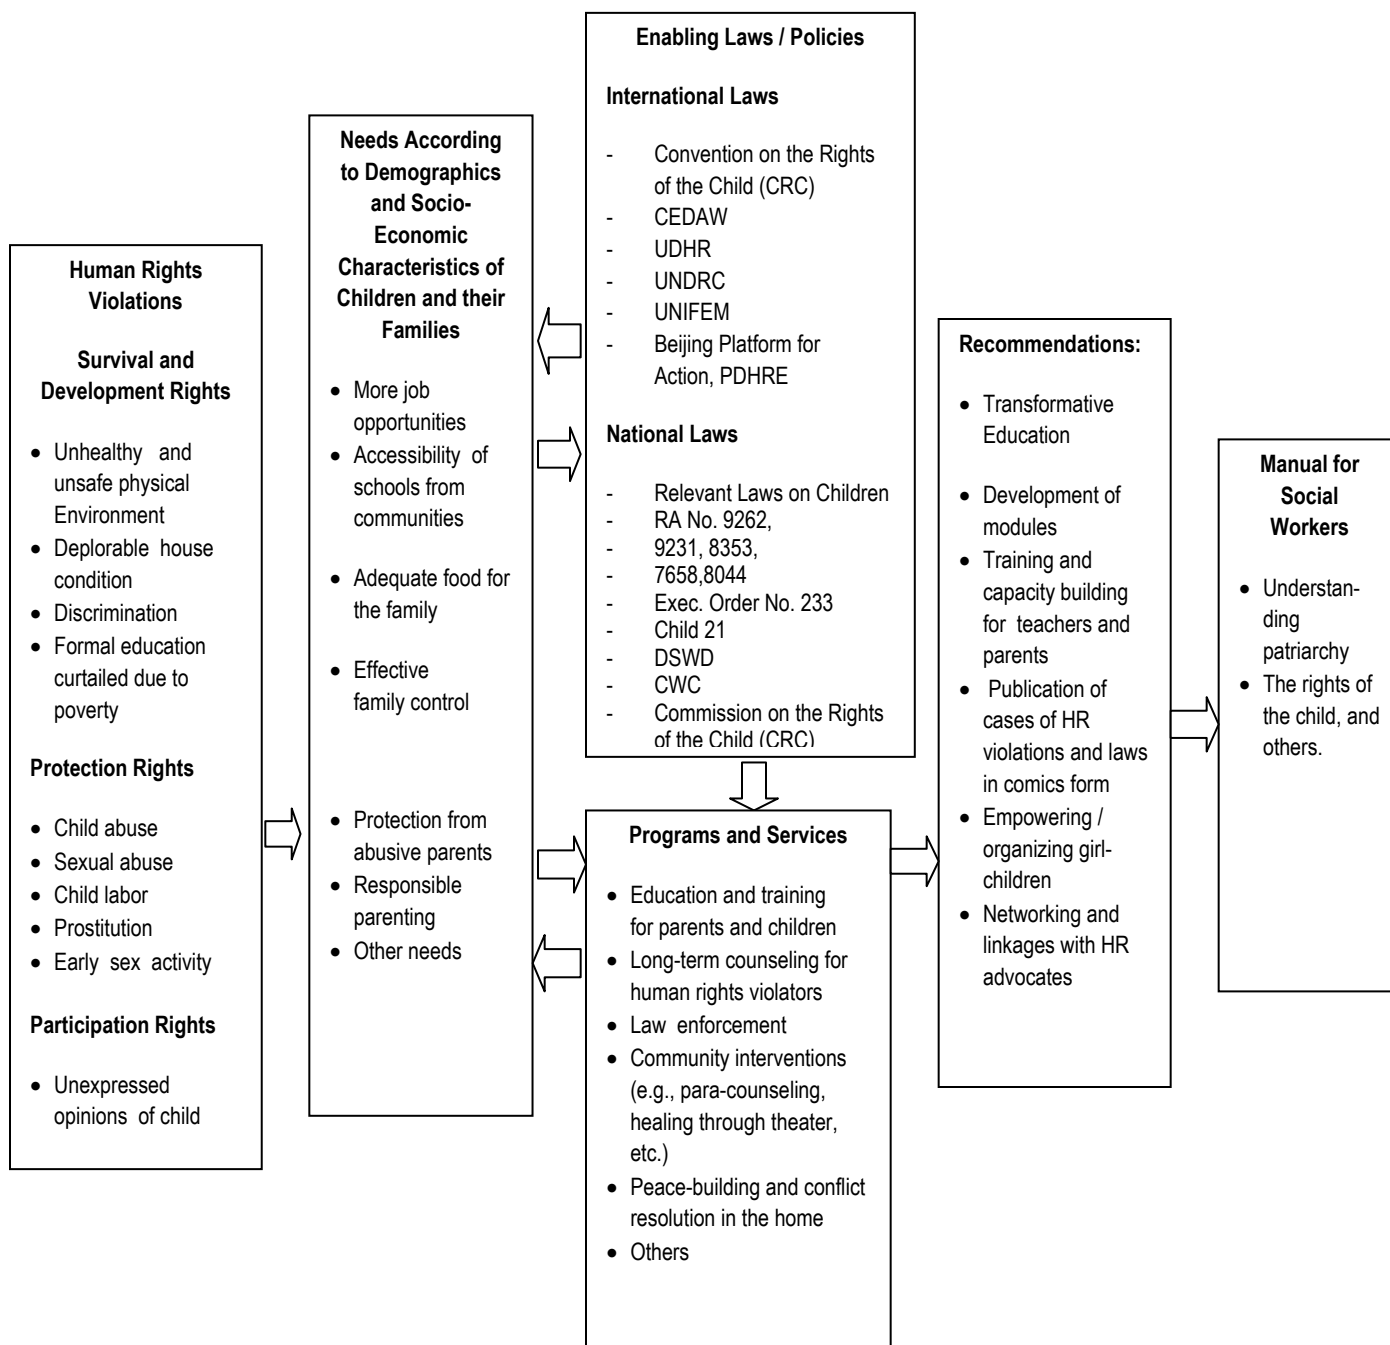 Human Rights
Violations
Survival and
Development Rights
• Unhealthy and
unsafe physical
Environment
• Deplorable house
condition
• Discrimination
• Formal education
curtailed due to
poverty
Protection Rights
• Child abuse
• Sexual abuse
• Child labor
• Prostitution
• Early sex activity
Participation Rights
• Unexpressed
opinions of child
Needs According
to Demographics
and Socio-
Economic
Characteristics of
Children and their
Families
• More job
opportunities
• Accessibility of
schools from
communities
• Adequate food for
the family
• Effective
family control
• Protection from
abusive parents
• Responsible
parenting
• Other needs
Enabling Laws / Policies
International Laws
- Convention on the Rights
of the Child (CRC)
- CEDAW
- UDHR
- UNDRC
- UNIFEM
- Beijing Platform for
Action, PDHRE
National Laws
- Relevant Laws on Children
- RA No. 9262,
- 9231, 8353,
- 7658,8044
- Exec. Order No. 233
- Child 21
- DSWD
- CWC
- Commission on the Rights
of the Child (CRC)
Programs and Services
• Education and training
for parents and children
• Long-term counseling for
human rights violators
• Law enforcement
• Community interventions
(e.g., para-counseling,
healing through theater,
etc.)
• Peace-building and conflict
resolution in the home
• Others
Recommendations:
• Transformative
Education
• Development of
modules
• Training and
capacity building
for teachers and
parents
• Publication of
cases of HR
violations and laws
in comics form
• Empowering /
organizing girl-
children
• Networking and
linkages with HR
advocates
Manual for
Social
Workers
• Understan-
ding
patriarchy
• The rights of
the child, and
others.